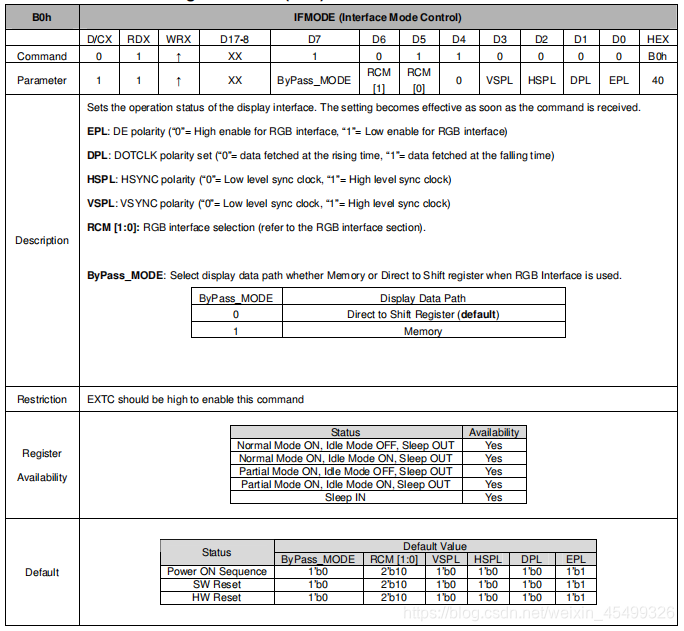 B0h IFMODE (Interface Mode Control)
D/CX RDX WRX D17-8 D7 D6 D5 D4 D3 D2 D1 D0 HEX
Command 0 1 ↑ XX 1 0 1 1 0 0 0 0 B0h
Parameter 1 1 ↑ XX ByPass_MODE RCM [1] RCM [0] 0 VSPL HSPL DPL EPL 40
Description
Sets the operation status of the display interface. The setting becomes effective as soon as the command is received.
EPL: DE polarity (“0”= High enable for RGB interface, “1”= Low enable for RGB interface)
DPL: DOTCLK polarity set (“0”= data fetched at the rising time, “1”= data fetched at the falling time)
HSPL: HSYNC polarity (“0”= Low level sync clock, “1”= High level sync clock)
VSPL: VSYNC polarity (“0”= Low level sync clock, “1”= High level sync clock)
RCM [1:0]: RGB interface selection (refer to the RGB interface section).
ByPass_MODE: Select display data path whether Memory or Direct to Shift register when RGB Interface is used.
ByPass_MODE Display Data Path
0 Direct to Shift Register (default)
1 Memory
Restriction EXTC should be high to enable this command
Register
Availability
Status Availability
Normal Mode ON, Idle Mode OFF, Sleep OUT Yes
Normal Mode ON, Idle Mode ON, Sleep OUT Yes
Partial Mode ON, Idle Mode OFF, Sleep OUT Yes
Partial Mode ON, Idle Mode ON, Sleep OUT Yes
Sleep IN Yes
Default
Status Default Value
ByPass_MODE RCM [1:0] VSPL HSPL DPL EPL
Power ON Sequence 1'b0 2'b10 1'b0 1'b0 1'b0 1'b1
SW Reset 1'b0 2'b10 1'b0 1'b0 1'b0 1'b1
HW Reset 1'b0 2'b10 1'b0 1'b0 1'b0 1'b1
https://blog.csdn.net/weixin_45499326